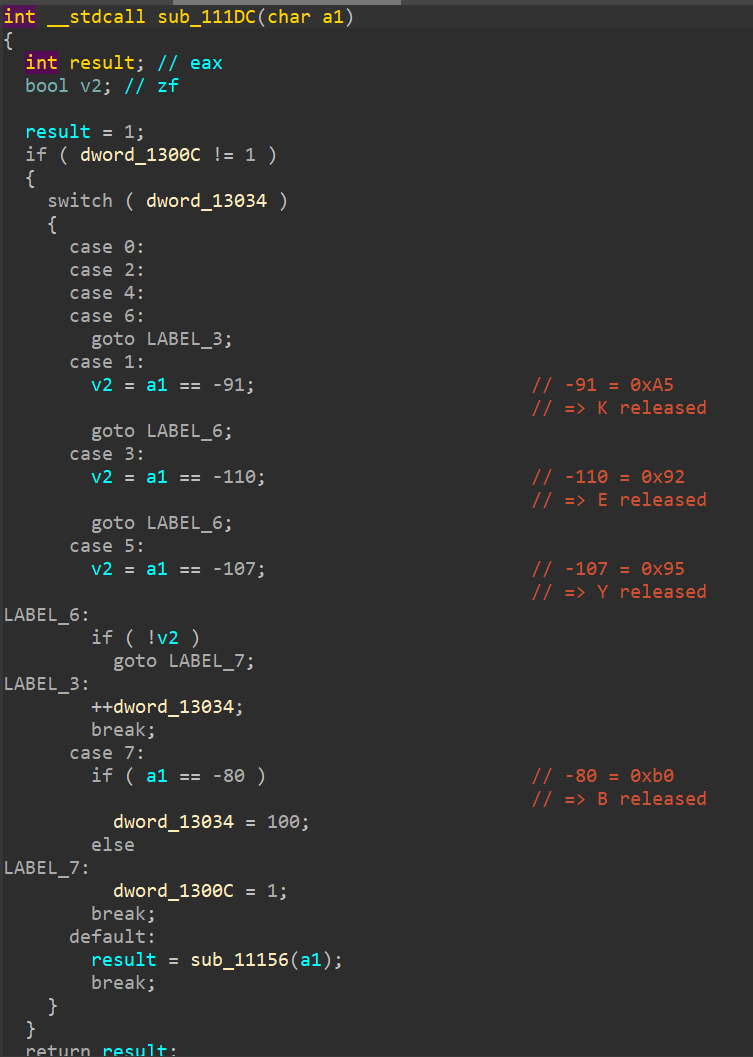 int __stdcall sub_111DC(char a1)
{
int result; // eax
bool v2; // zf
result = 1;
if ( dword_1300C != 1 )
{
switch ( dword_13034 )
{
case 0:
case 2:
case 4:
case 6:
goto LABEL_3;
case 1:
v2 = a1 == -91; // -91 = 0xA5
// => K released
goto LABEL_6;
case 3:
v2 = a1 == -110; // -110 = 0x92
// => E released
goto LABEL_6;
case 5:
v2 = a1 == -107; // -107 = 0x95
// => Y released
LABEL_6:
if ( !v2 )
goto LABEL_7;
LABEL_3:
++dword_13034;
break;
case 7:
if ( a1 == -80 ) // -80 = 0xb0
// => B released
dword_13034 = 100;
else
LABEL_7:
dword_1300C = 1;
break;
default:
result = sub_11156(a1);
break;
}
}
return result;